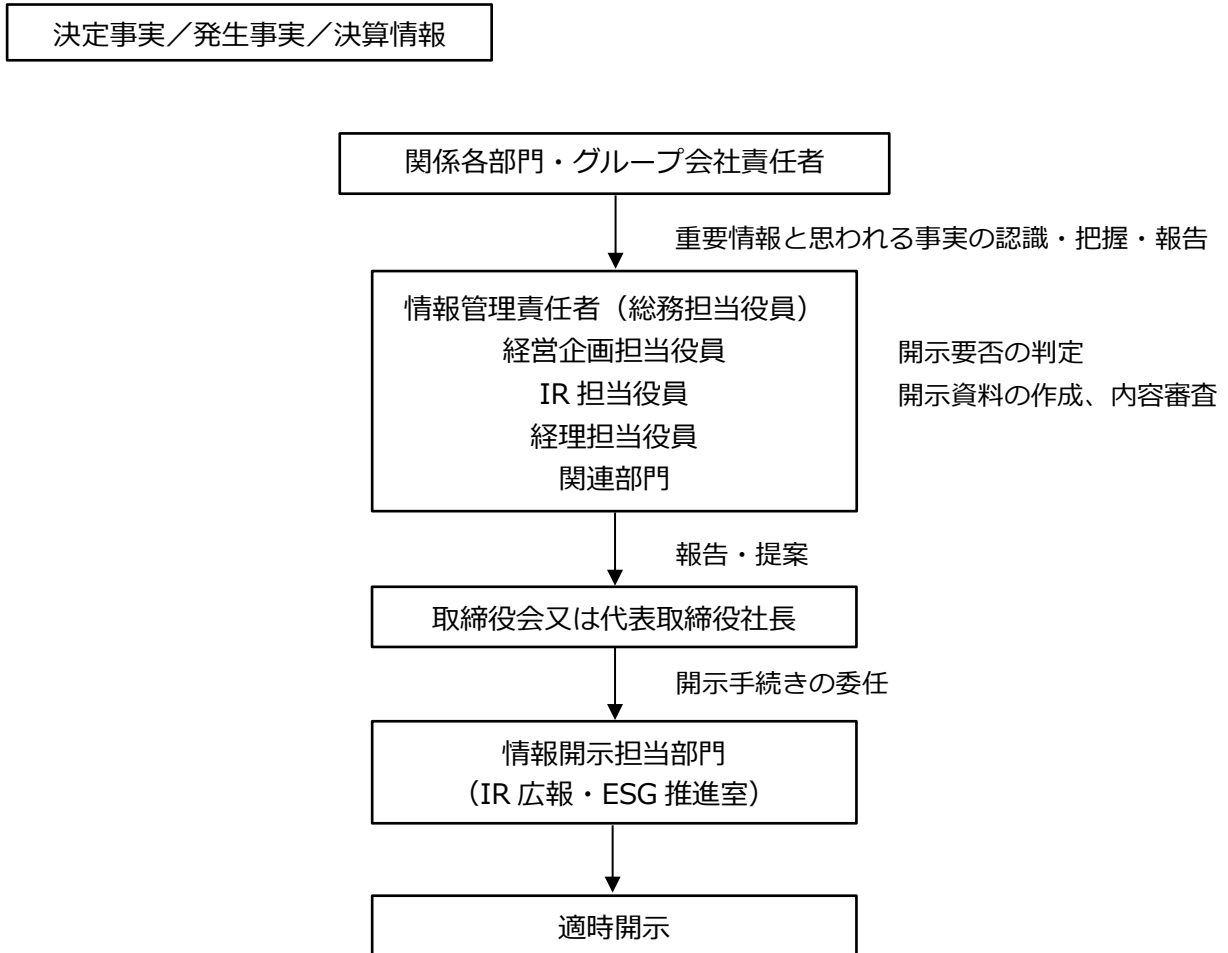 決定事実／発生事実／決算情報
関係各部門・グループ会社責任者
重要情報と思われる事実の認識・把握・報告
情報管理責任者（総務担当役員）
経営企画担当役員
IR 担当役員
経理担当役員
関連部門
開示要否の判定
開示資料の作成、内容審査
報告・提案
取締役会又は代表取締役社長
開示手続きの委任
情報開示担当部門
（IR 広報・ESG 推進室）
適時開示